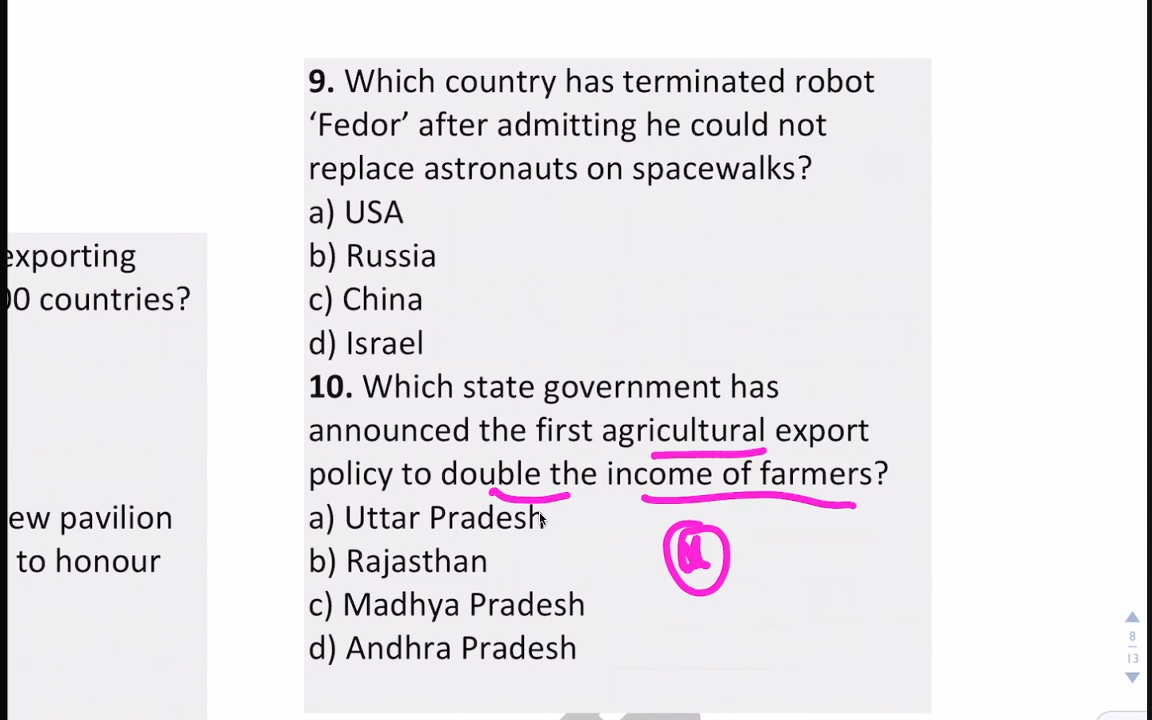 9. Which country has terminated robot
‘Fedor’ after admitting he could not
replace astronauts on spacewalks?
a) USA
b) Russia
c) China
d) Israel
10. Which state government has
announced the first agricultural export
policy to double the income of farmers?
a) Uttar Pradesh
b) Rajasthan
c) Madhya Pradesh
d) Andhra Pradesh
exporting
00 countries?
ew pavilion
to honour
8
13